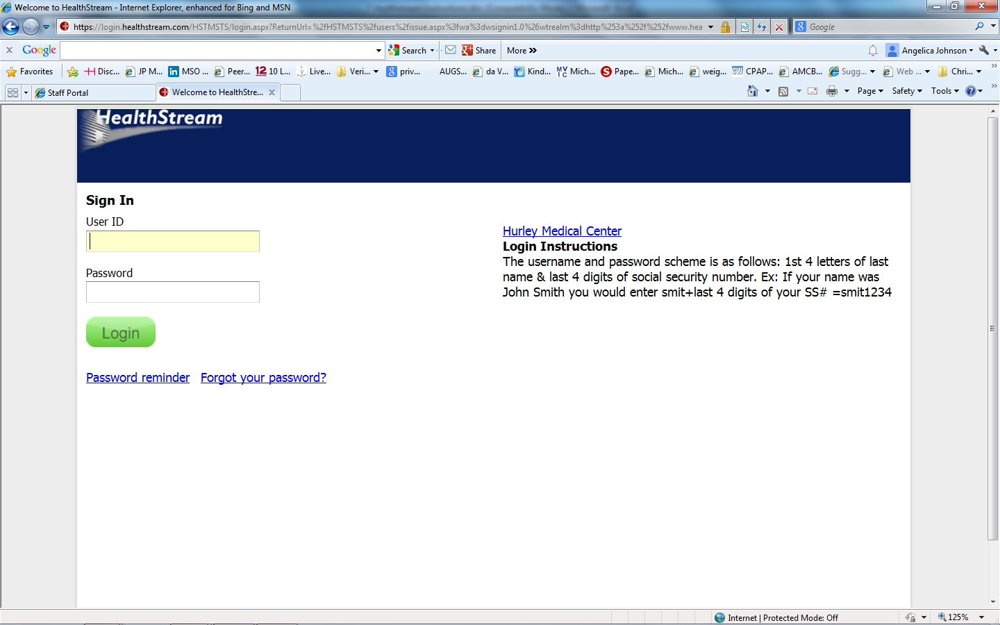 Welcome to HealthStream - Internet Explorer, enhanced for Bing and MSN
https://login.healthstream.com/HSTMSTS/login.aspx?ReturnUrl=%2fHSTMSTS%2fusers%2fissue.aspx%3fwa%3dwsignin1.0%26wtrealm%3dhttp%253a%252f%252fwww.hea
Google
Google Search Share More » Angelica Johnson
Favorites Disc... JP M... MSO ... Peer... 10 L... Live... Veri... priv... AUGS... da V... Kind... Mich... Pape... Mich... weig... CPAP... AMCB... Sugg... Web ... Chri...
Staff Portal Welcome to HealthStre... Page Safety Tools
HealthStream
Sign In
User ID
Password
Login
Password reminder Forgot your password?
Hurley Medical Center
Login Instructions
The username and password scheme is as follows: 1st 4 letters of last
name & last 4 digits of social security number. Ex: If your name was
John Smith you would enter smit+last 4 digits of your SS# =smit1234
Internet | Protected Mode: Off 125%